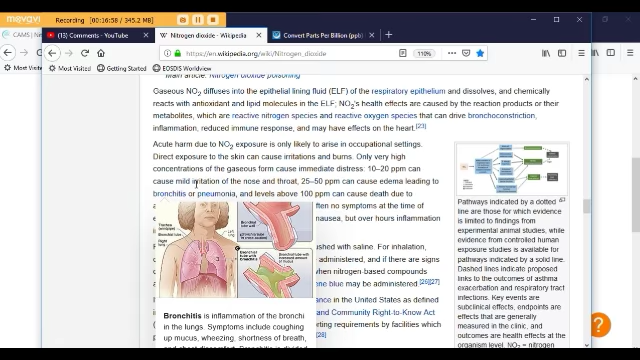 movavi
Recording 00:16:58 / 345.2 MB
(7) Comments - YouTube
Nitrogen dioxide - Wikipedia
Convert Parts Per Billion (ppb)
CAMS | Ni
https://en.wikipedia.org/wiki/Nitrogen_dioxide
110%
Most Visited
Most Visited Getting Started EOSDIS Worldview
Main article: Nitrogen dioxide poisoning
Gaseous NO2 diffuses into the epithelial lining fluid (ELF) of the respiratory epithelium and dissolves, and chemically
reacts with antioxidant and lipid molecules in the ELF; NO2's health effects are caused by the reaction products or their
metabolites, which are reactive nitrogen species and reactive oxygen species that can drive bronchoconstriction,
inflammation, reduced immune response, and may have effects on the heart.[23]
Acute harm due to NO2 exposure is only likely to arise in occupational settings.
Direct exposure to the skin can cause irritations and burns. Only very high
concentrations of the gaseous form cause immediate distress: 10–20 ppm can
cause mild irritation of the nose and throat, 25–50 ppm can cause edema leading to
bronchitis or pneumonia, and levels above 100 ppm can cause death due to
often no symptoms at the time of
nausea, but over hours inflammation
ushed with saline. For inhalation,
and if there are signs
when nitrogen-based compounds
ene blue may be administered.[26][27]
ance in the United States as defined
and Community Right-to-Know Act
orting requirements by facilities which
Bronchitis is inflammation of the bronchi
in the lungs. Symptoms include coughing
up mucus, wheezing, shortness of breath,
Pathways indicated by a dotted
line are those for which evidence
is limited to findings from
experimental animal studies,
while evidence from controlled human
exposure studies is available for
pathways indicated by a solid line.
Dashed lines indicate proposed
links to the outcomes of asthma
exacerbation and respiratory tract
infections. Key events are
subclinical effects, endpoints are
effects that are generally
measured in the clinic, and
outcomes are health effects at
the organism level. NO2 = nitrogen